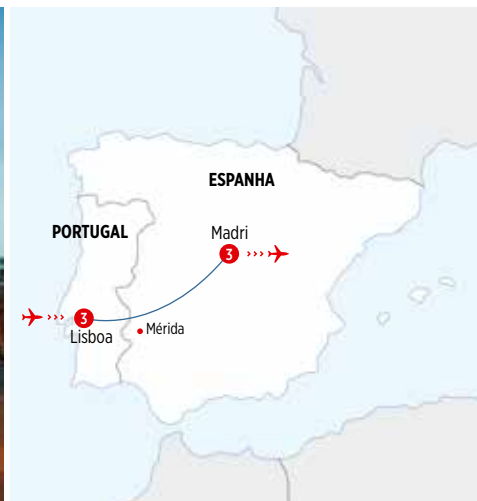 ESPANHA
PORTUGAL
Madri
3
3
Lisboa
Mérida